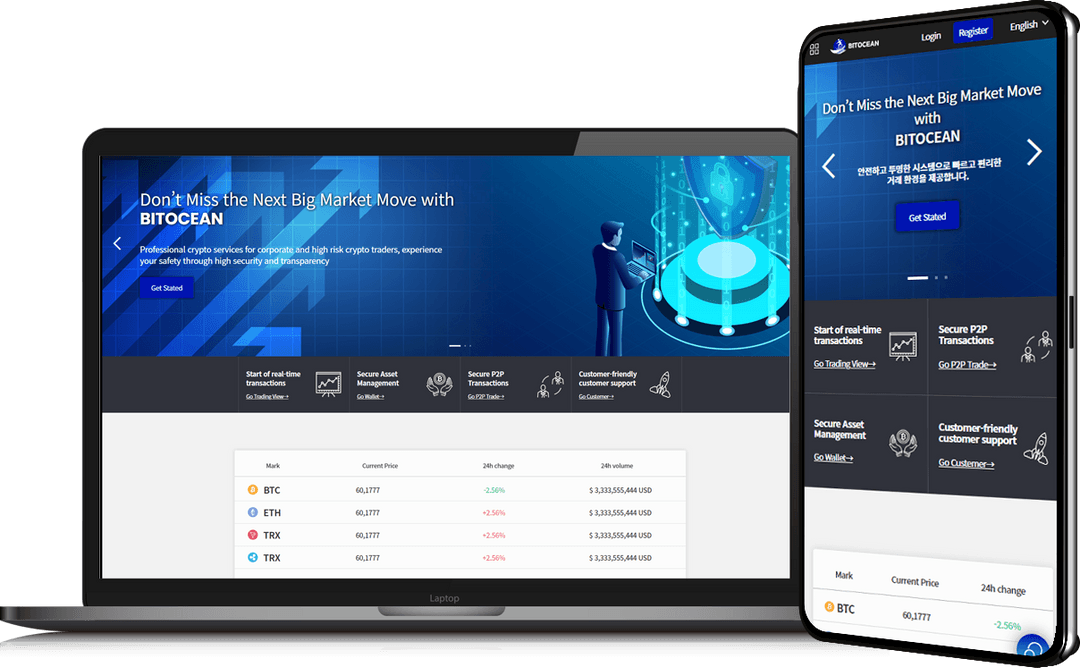 Don't Miss the Next Big Market Move with
BITOCEAN
Professional crypto services for corporate and high risk crypto traders, experience
your safety through high security and transparency
Get Stated
Start of real-time
transactions
Go Trading View→
Secure Asset
Management
Go Wallet→
Secure P2P
Transactions
Go P2P Trade→
Customer-friendly
customer support
Go Customer→
Mark Current Price 24h change 24h volume
BTC 60,1777 -2.56% $ 3,333,555,444 USD
ETH 60,1777 +2.56% $ 3,333,555,444 USD
TRX 60,1777 +2.56% $ 3,333,555,444 USD
TRX 60,1777 +2.56% $ 3,333,555,444 USD
Laptop
BITOCEAN Login Register English
Don't Miss the Next Big Market Move
with
BITOCEAN
안전하고 투명한 시스템으로 빠르고 편리한
거래 환경을 제공합니다.
Get Stated
Start of real-time
transactions
Go Trading View→
Secure P2P
Transactions
Go P2P Trade→
Secure Asset
Management
Go Wallet→
Customer-friendly
customer support
Go Customer→
Mark Current Price 24h change
BTC 60,1777 -2.56%